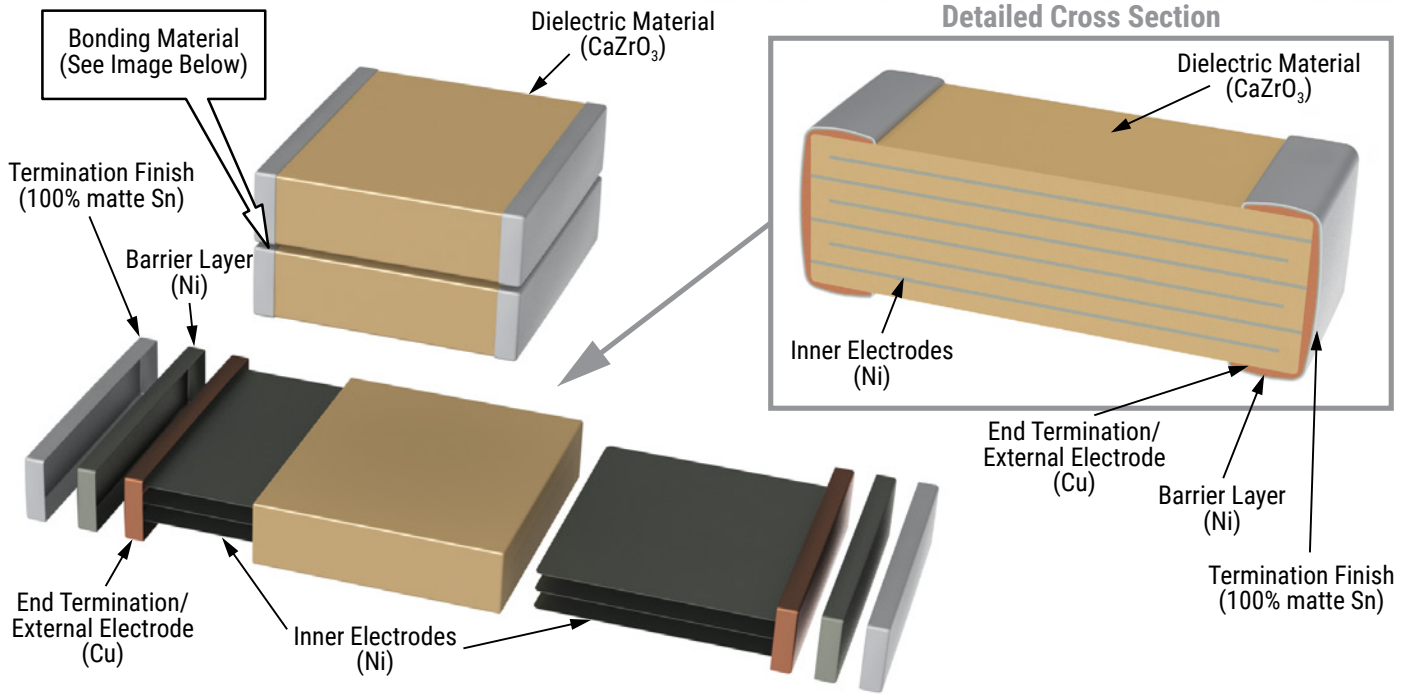 Detailed Cross Section
Bonding Material
(See Image Below)
Dielectric Material
(CaZrO₃)
Dielectric Material
(CaZrO₃)
Termination Finish
(100% matte Sn)
Barrier Layer
(Ni)
Inner Electrodes
(Ni)
End Termination/
External Electrode
(Cu)
Barrier Layer
(Ni)
Termination Finish
(100% matte Sn)
End Termination/
External Electrode
(Cu)
Inner Electrodes
(Ni)